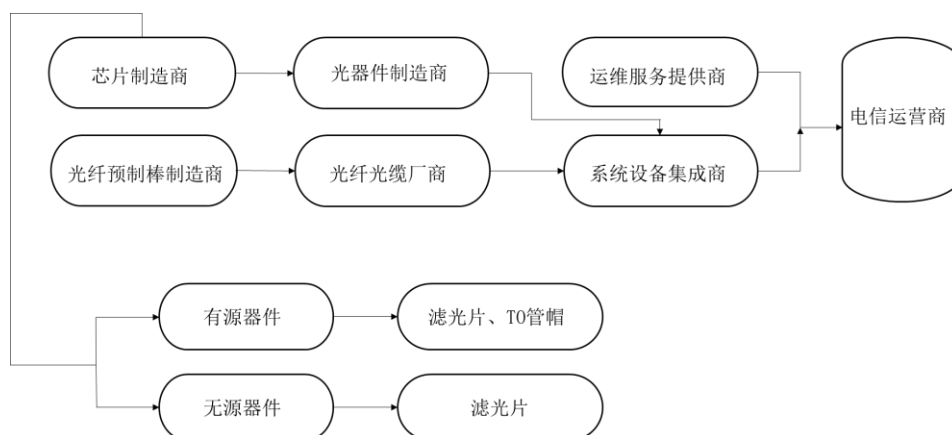 芯片制造商
光器件制造商
运维服务提供商
电信运营商
光纤预制棒制造商
光纤光缆厂商
系统设备集成商
有源器件
滤光片、TO管帽
无源器件
滤光片